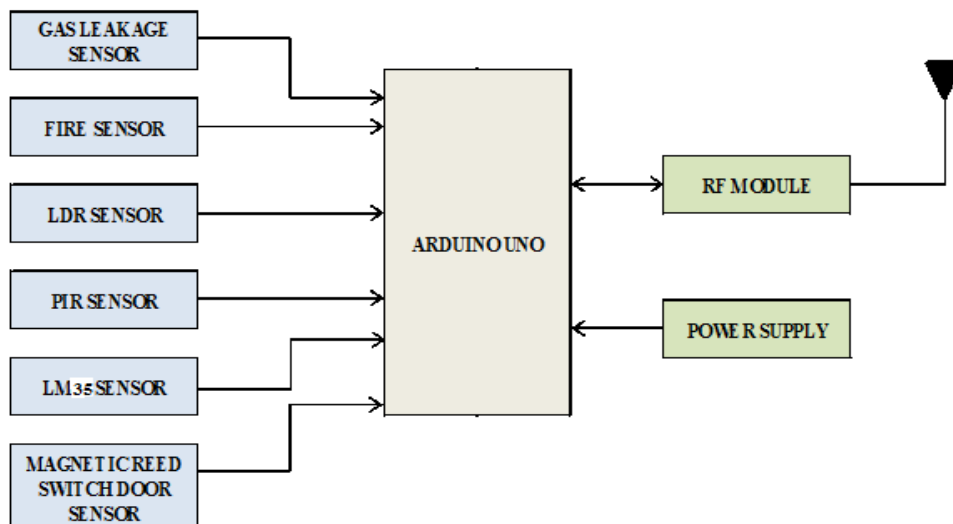 GAS LEAKAGE
SENSOR
FIRE SENSOR
LDR SENSOR
PIR SENSOR
LM35 SENSOR
MAGNETIC REED
SWITCH DOOR
SENSOR
ARDUINO UNO
RF MODULE
POWER SUPPLY